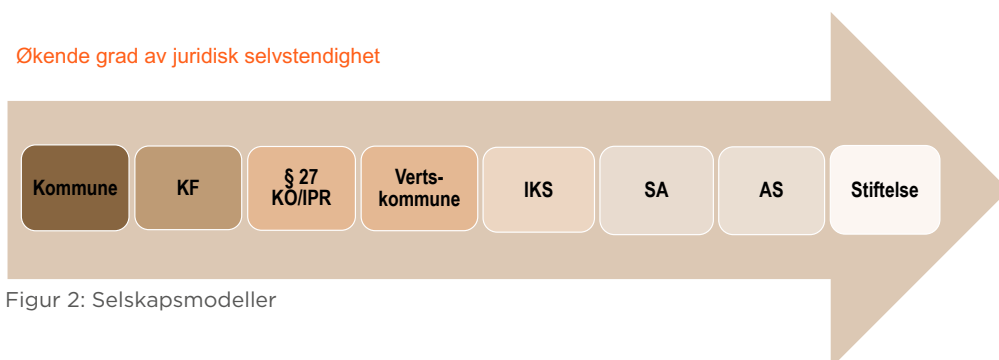 Økende grad av juridisk selvstendighet
Kommune
KF
§ 27
KO/IPR
Verts-
kommune
IKS
SA
AS
Stiftelse
Figur 2: Selskapsmodeller